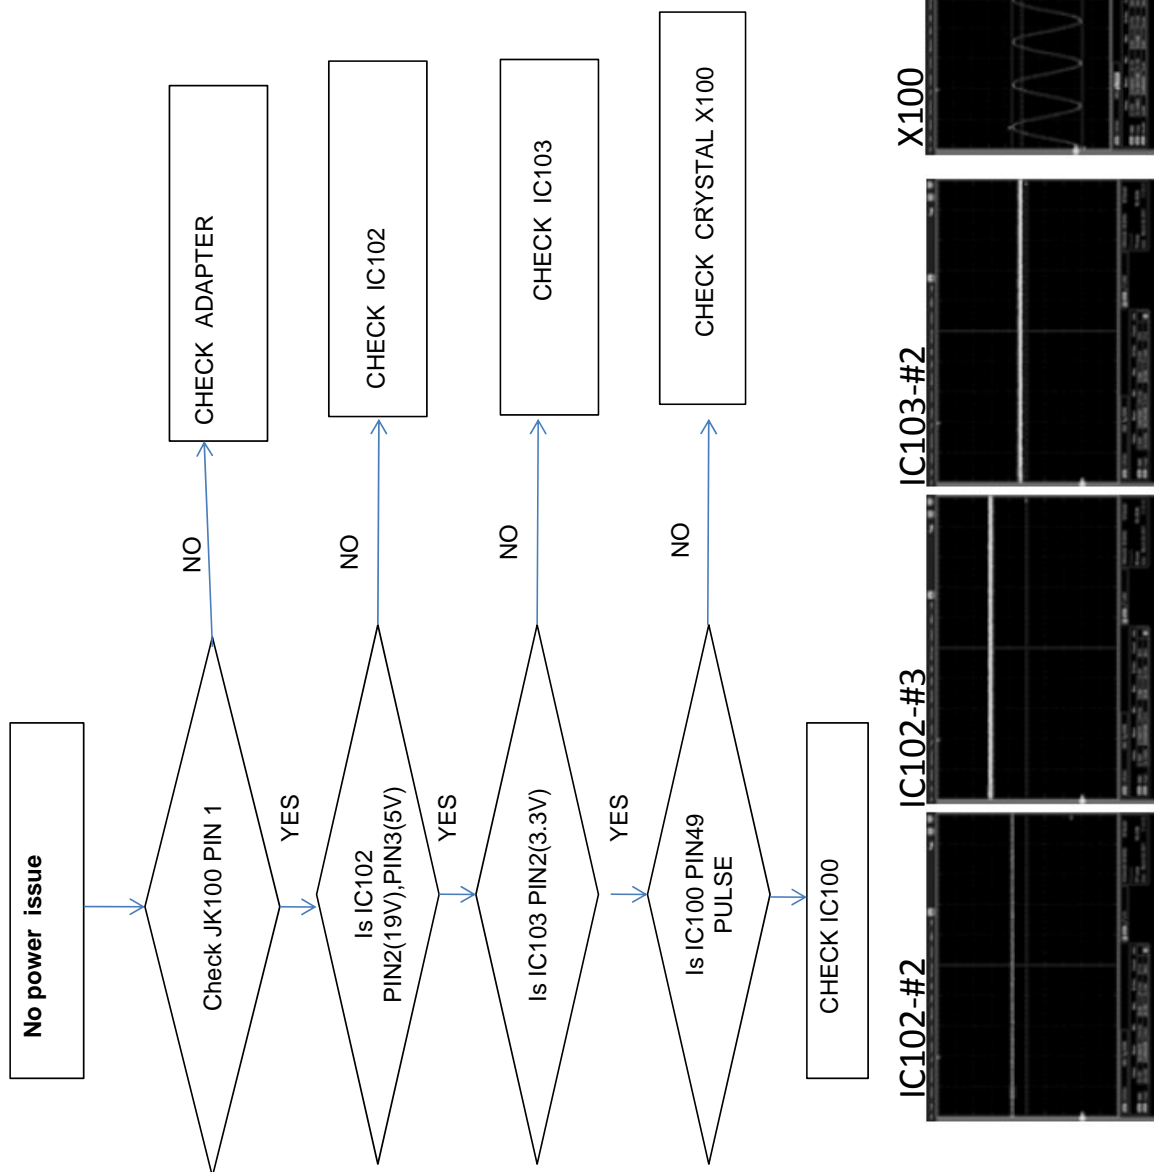 No power issue
Check JK100 PIN 1
NO
CHECK ADAPTER
YES
Is IC102
PIN2(19V),PIN3(5V)
NO
CHECK IC102
YES
Is IC103 PIN2(3.3V)
NO
CHECK IC103
YES
Is IC100 PIN49
PULSE
NO
CHECK CRYSTAL X100
CHECK IC100
IC102-#2
IC102-#3
IC103-#2
X100